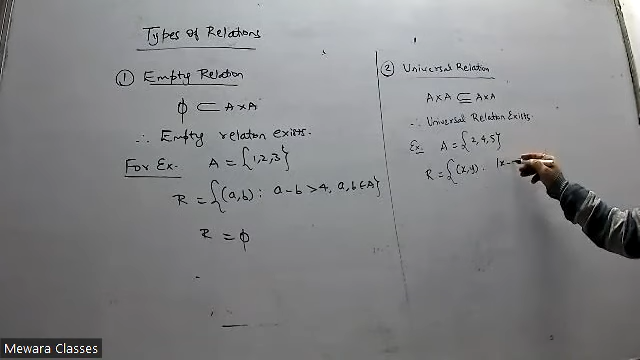 Types of Relations
① Empty Relation
ϕ ⊂ A×A
∴ Empty relaton exists.
For Ex. A = {1,2,3}
R = {(a,b) : a-b > 4, a,b ∈ A}
R = ϕ
② Universal Relation
A×A ⊆ A×A
∴ Universal Relation Exists.
Ex: A = {2,4,5}
R = {(x,y) . |x-
Mewara Classes